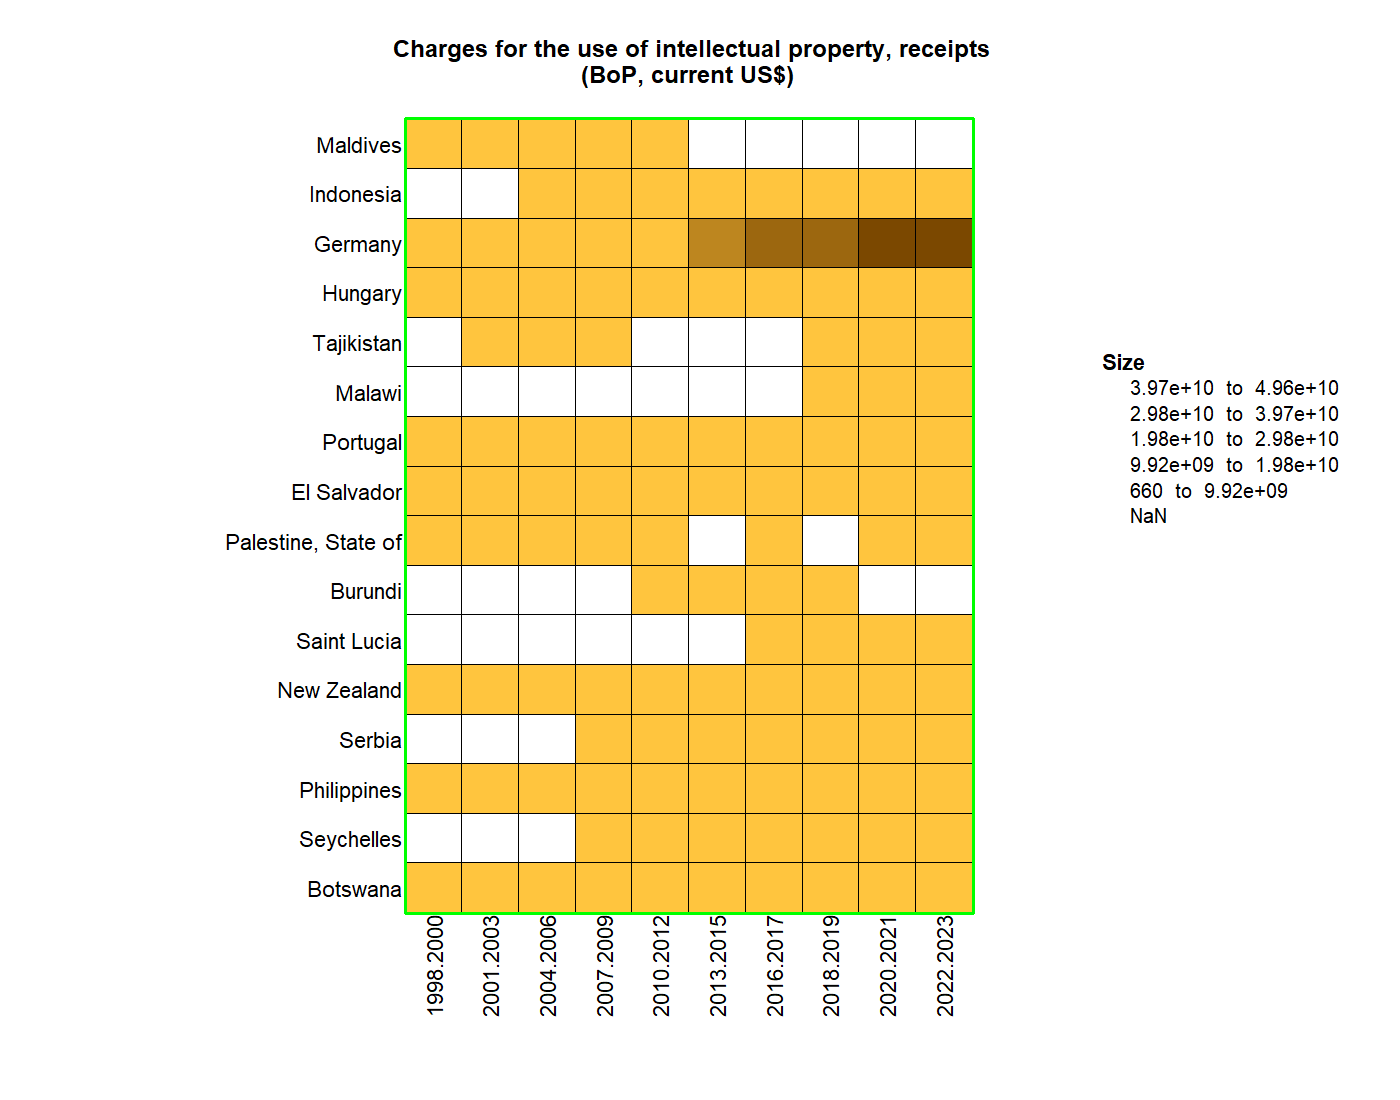 Charges for the use of intellectual property, receipts
(BoP, current US$)
Maldives
Indonesia
Germany
Hungary
Tajikistan
Malawi
Portugal
El Salvador
Palestine, State of
Burundi
Saint Lucia
New Zealand
Serbia
Philippines
Seychelles
Botswana
1998.2000
2001.2003
2004.2006
2007.2009
2010.2012
2013.2015
2016.2017
2018.2019
2020.2021
2022.2023
Size
3.97e+10 to 4.96e+10
2.98e+10 to 3.97e+10
1.98e+10 to 2.98e+10
9.92e+09 to 1.98e+10
660 to 9.92e+09
NaN